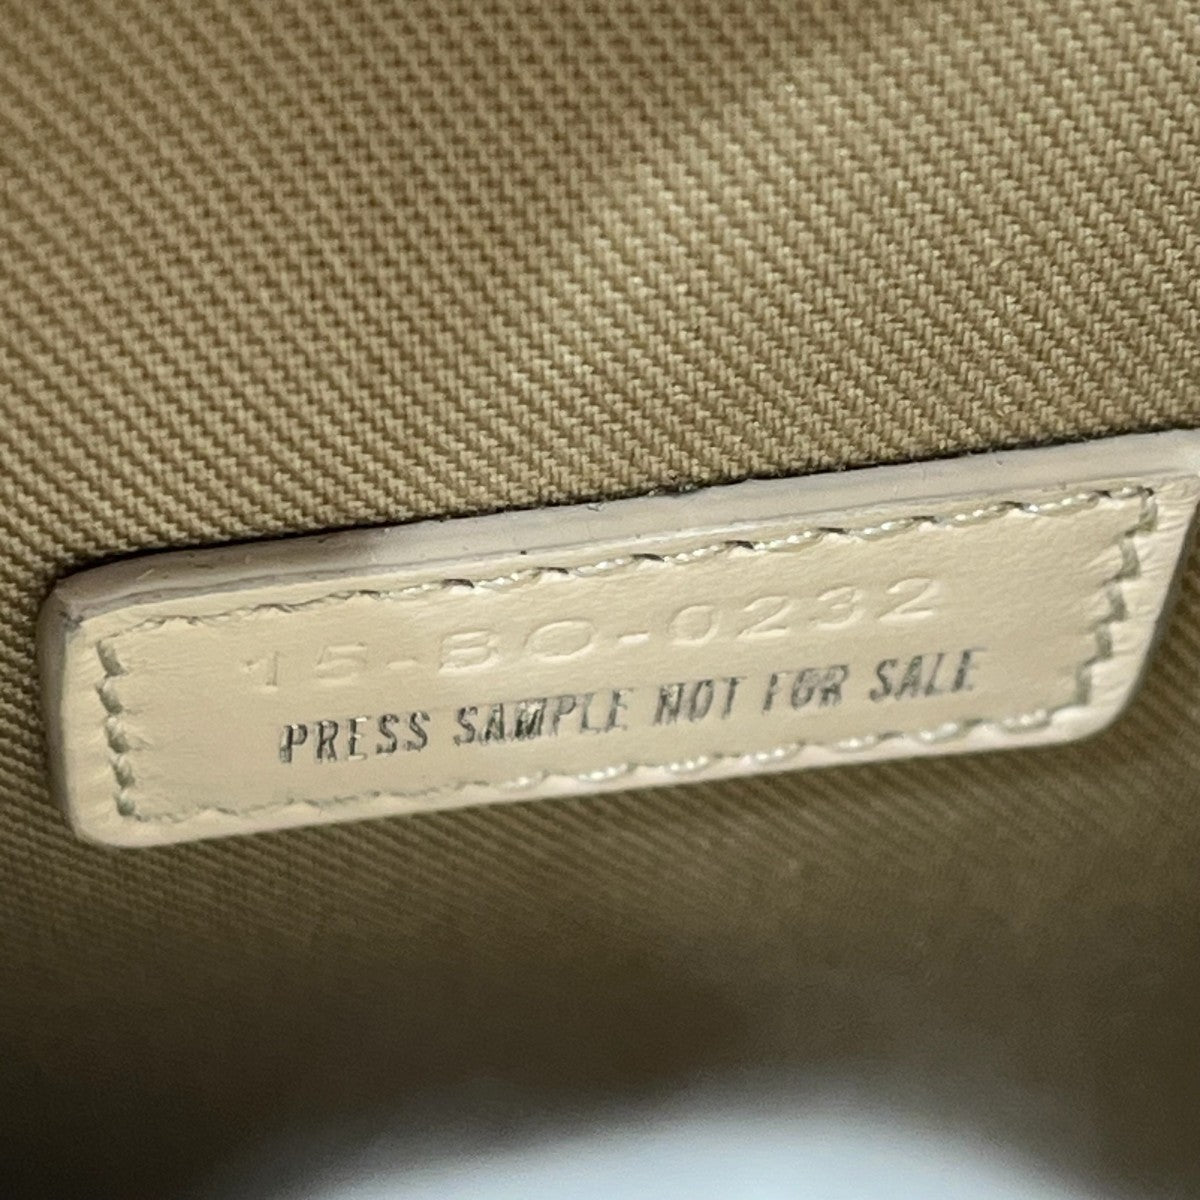 15-BO-0232
PRESS SAMPLE NOT FOR SALE